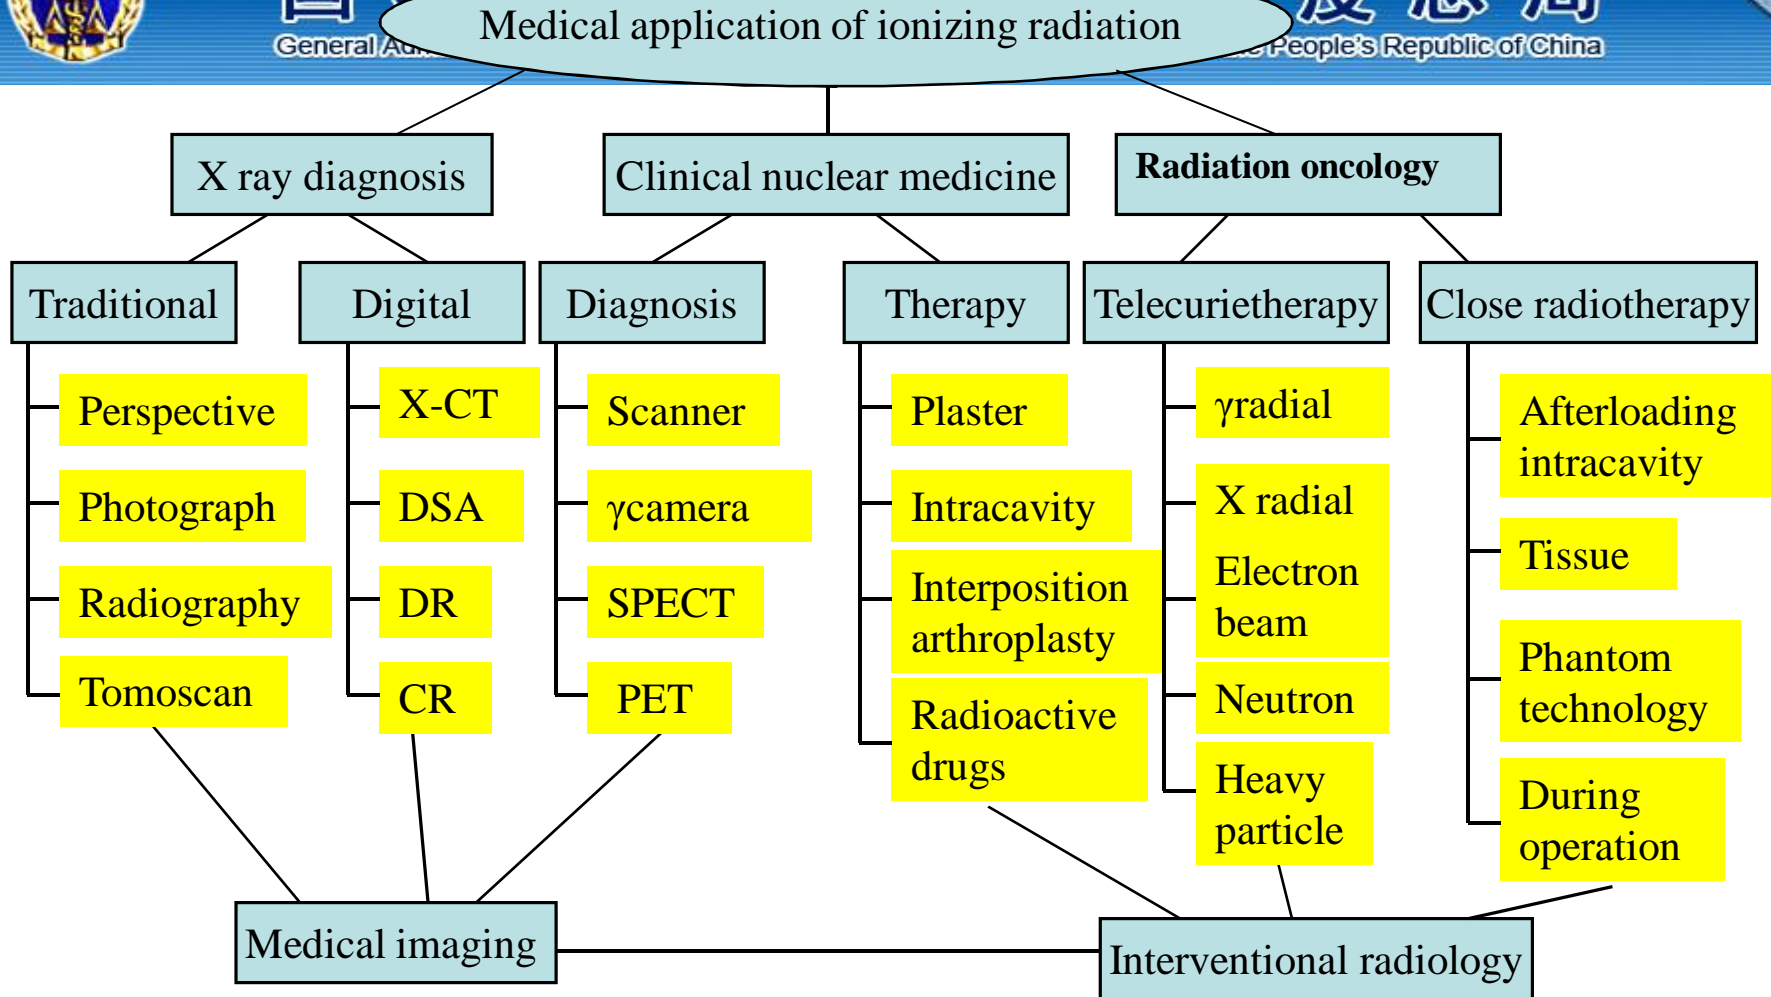 General
People's Republic of China
Medical application of ionizing radiation
X ray diagnosis
Clinical nuclear medicine
Radiation oncology
Traditional
Digital
Diagnosis
Therapy
Telecurietherapy
Close radiotherapy
Perspective
Photograph
Radiography
Tomoscan
X-CT
DSA
DR
CR
Scanner
γcamera
SPECT
PET
Plaster
Intracavity
Interposition
arthroplasty
Radioactive
drugs
γradial
X radial
Electron
beam
Neutron
Heavy
particle
Afterloading
intracavity
Tissue
Phantom
technology
During
operation
Medical imaging
Interventional radiology